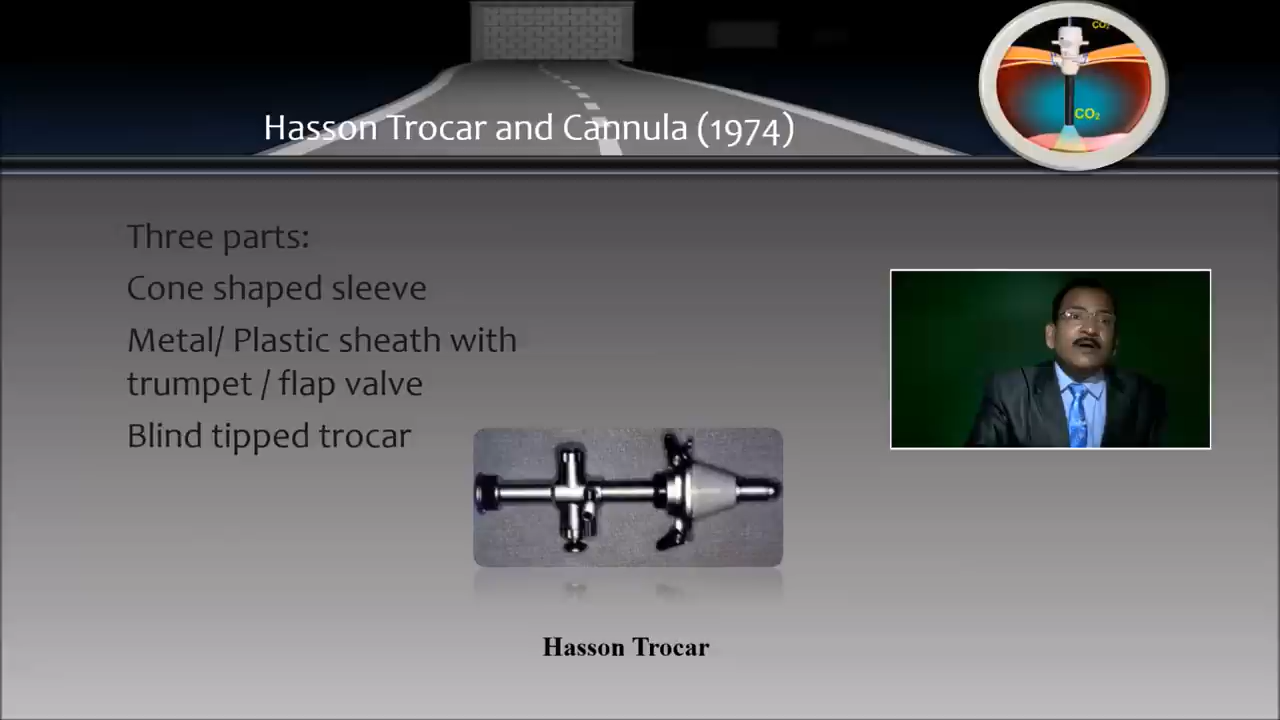 CO₂
Hasson Trocar and Cannula (1974)
CO₂
Three parts:
Cone shaped sleeve
Metal/ Plastic sheath with
trumpet / flap valve
Blind tipped trocar
Hasson Trocar